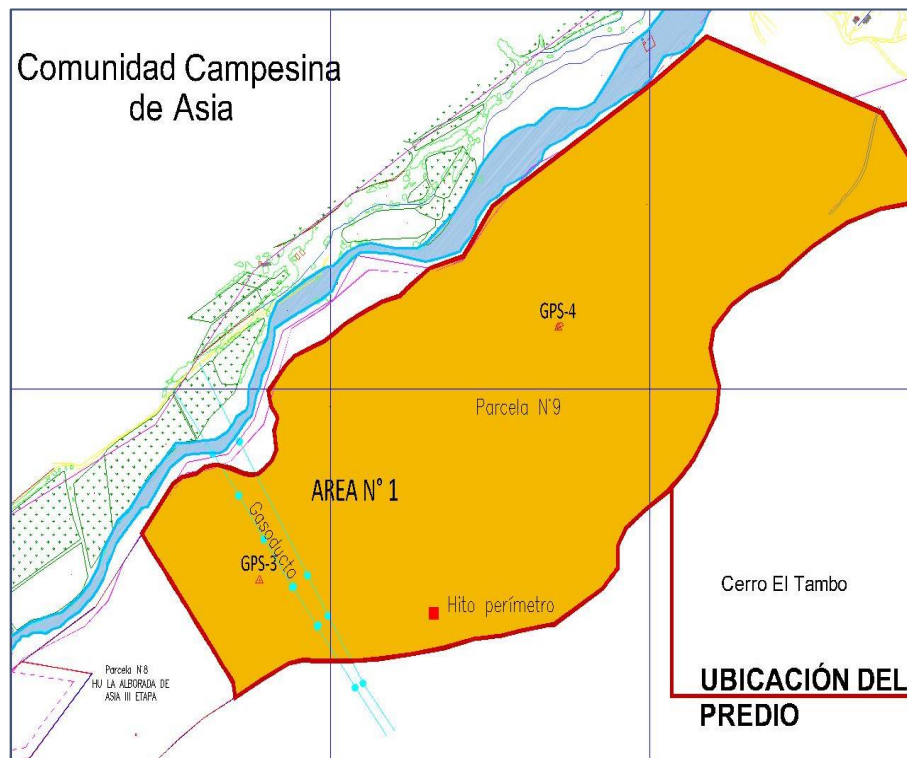 Comunidad Campesina
de Asia
GPS-4
Parcela N°9
AREA N° 1
Gasoducto
GPS-3
Hito perímetro
Cerro El Tambo
Parcela N°8
HU LA ALBORADA DE
ASIA III ETAPA
UBICACIÓN DEL
PREDIO